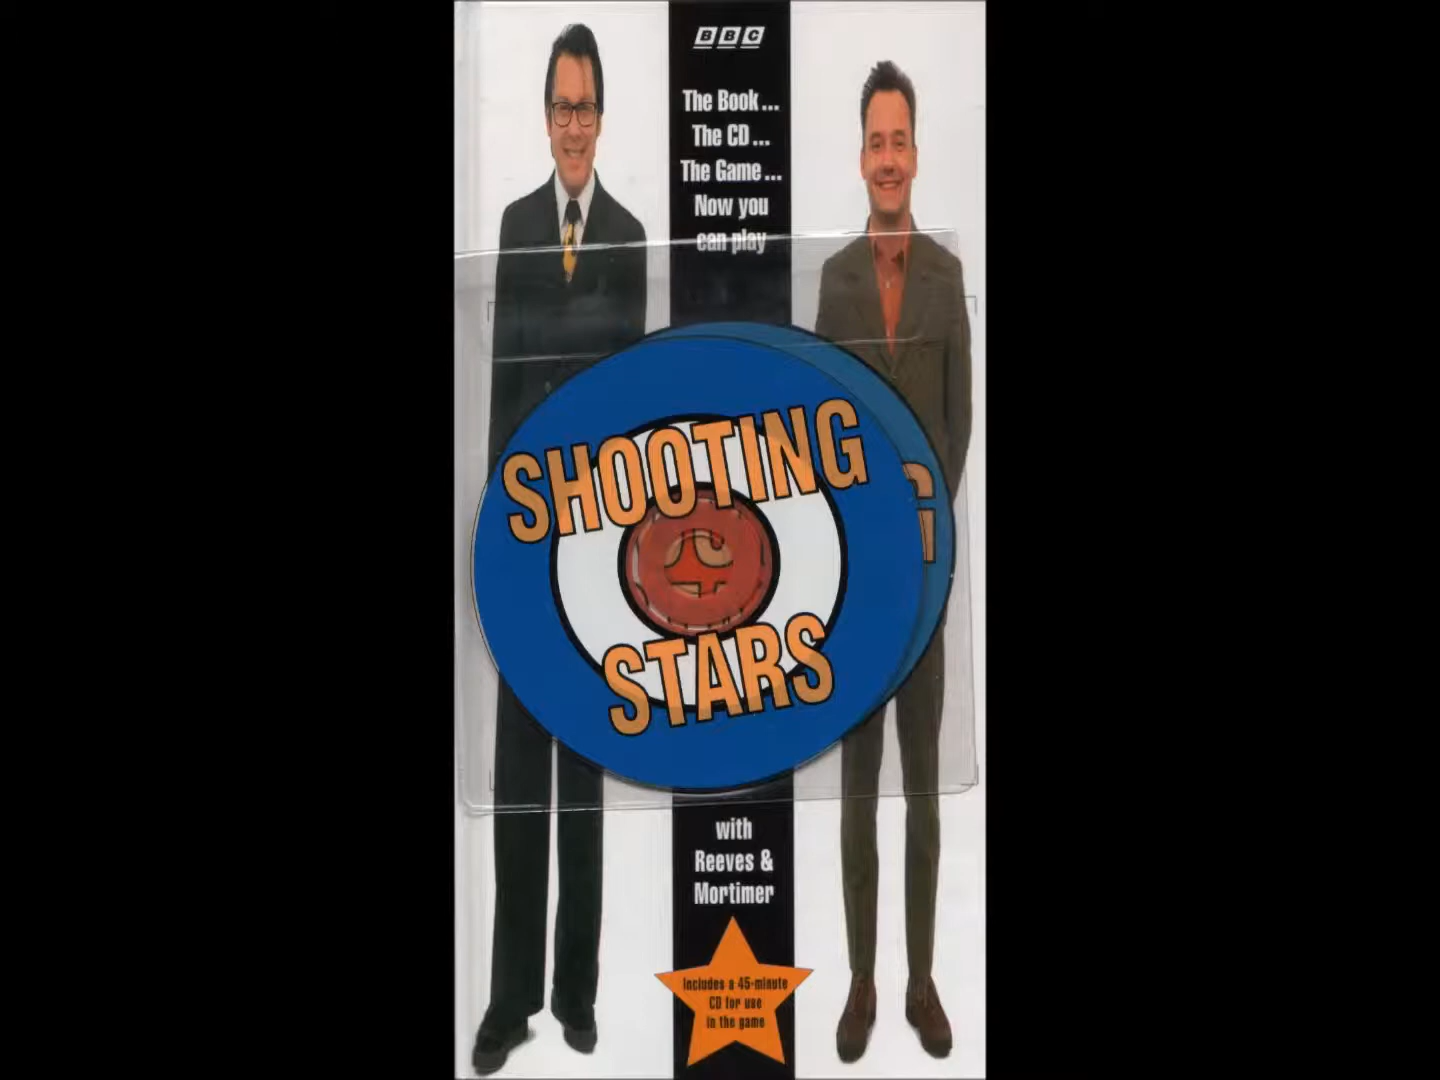 BBC
The Book...
The CD...
The Game...
Now you
can play
SHOOTING
STARS
with
Reeves &
Mortimer
Includes a 45-minute
CD for use
in the game